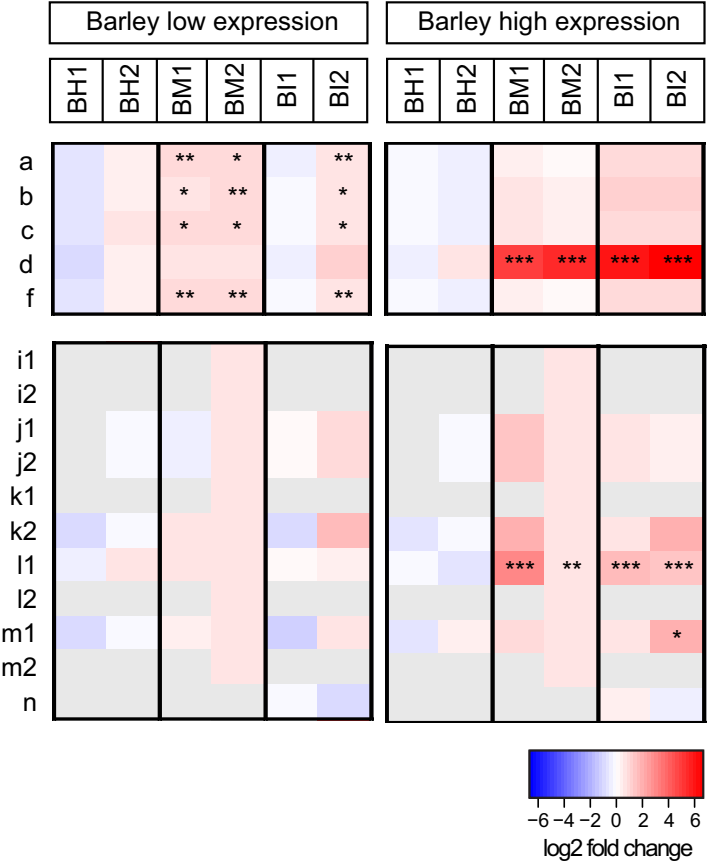 Barley low expression Barley high expression
BH1 BH2 BM1 BM2 BI1 BI2 BH1 BH2 BM1 BM2 BI1 BI2
a ** * ** 
b * ** *
c * * *
d *** *** *** ***
f ** ** **
i1
i2
j1
j2
k1
k2
l1 *** ** *** ***
l2
m1 *
m2
n
−6 −4 −2 0 2 4 6
log2 fold change